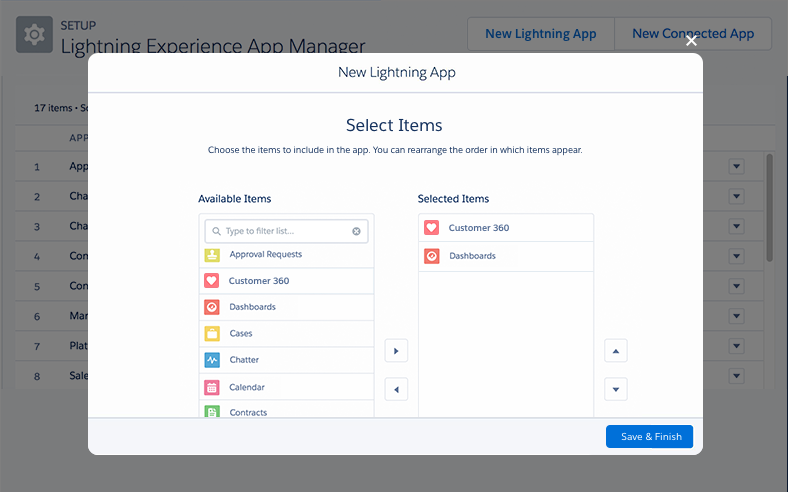 SETUP
Lightning Experience App Manager
New Lightning App
New Connected App
New Lightning App
17 items •
APP
Select Items
Choose the items to include in the app. You can rearrange the order in which items appear.
Available Items
Selected Items
Type to filter list...
Approval Requests
Customer 360
Dashboards
Cases
Chatter
Calendar
Contracts
Customer 360
Dashboards
1 App
2 Cha
3 Cha
4 Con
5 Con
6 Mar
7 Plat
8 Sale
Save & Finish